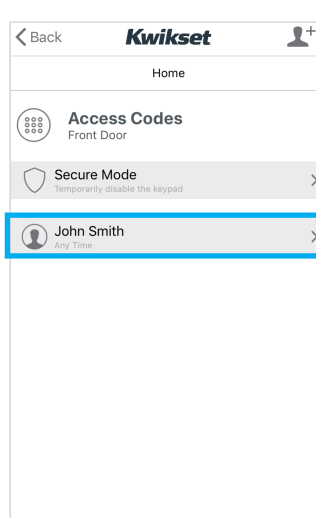 Back Kwikset
Home
Access Codes
Front Door
Secure Mode
Temporarily disable the keypad
John Smith
Any Time